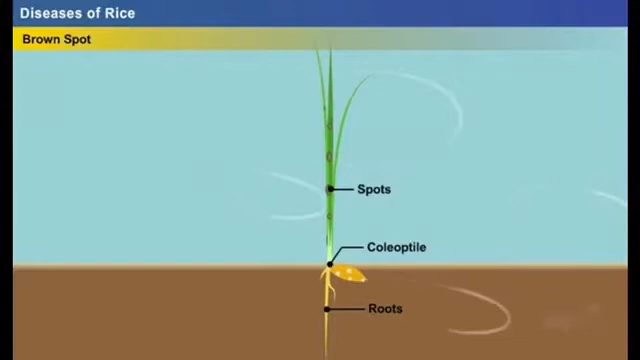 Diseases of Rice
Brown Spot
Spots
Coleoptile
Roots